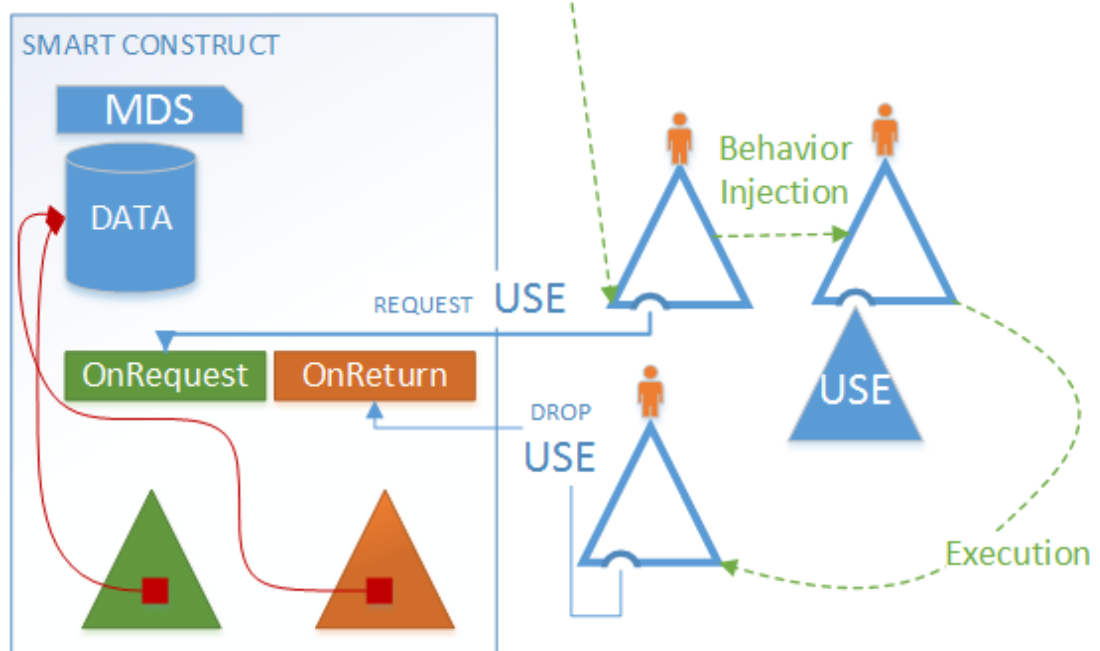 SMART CONSTRUCT
MDS
DATA
Behavior
Injection
REQUEST USE
OnRequest
OnReturn
DROP
USE
USE
Execution